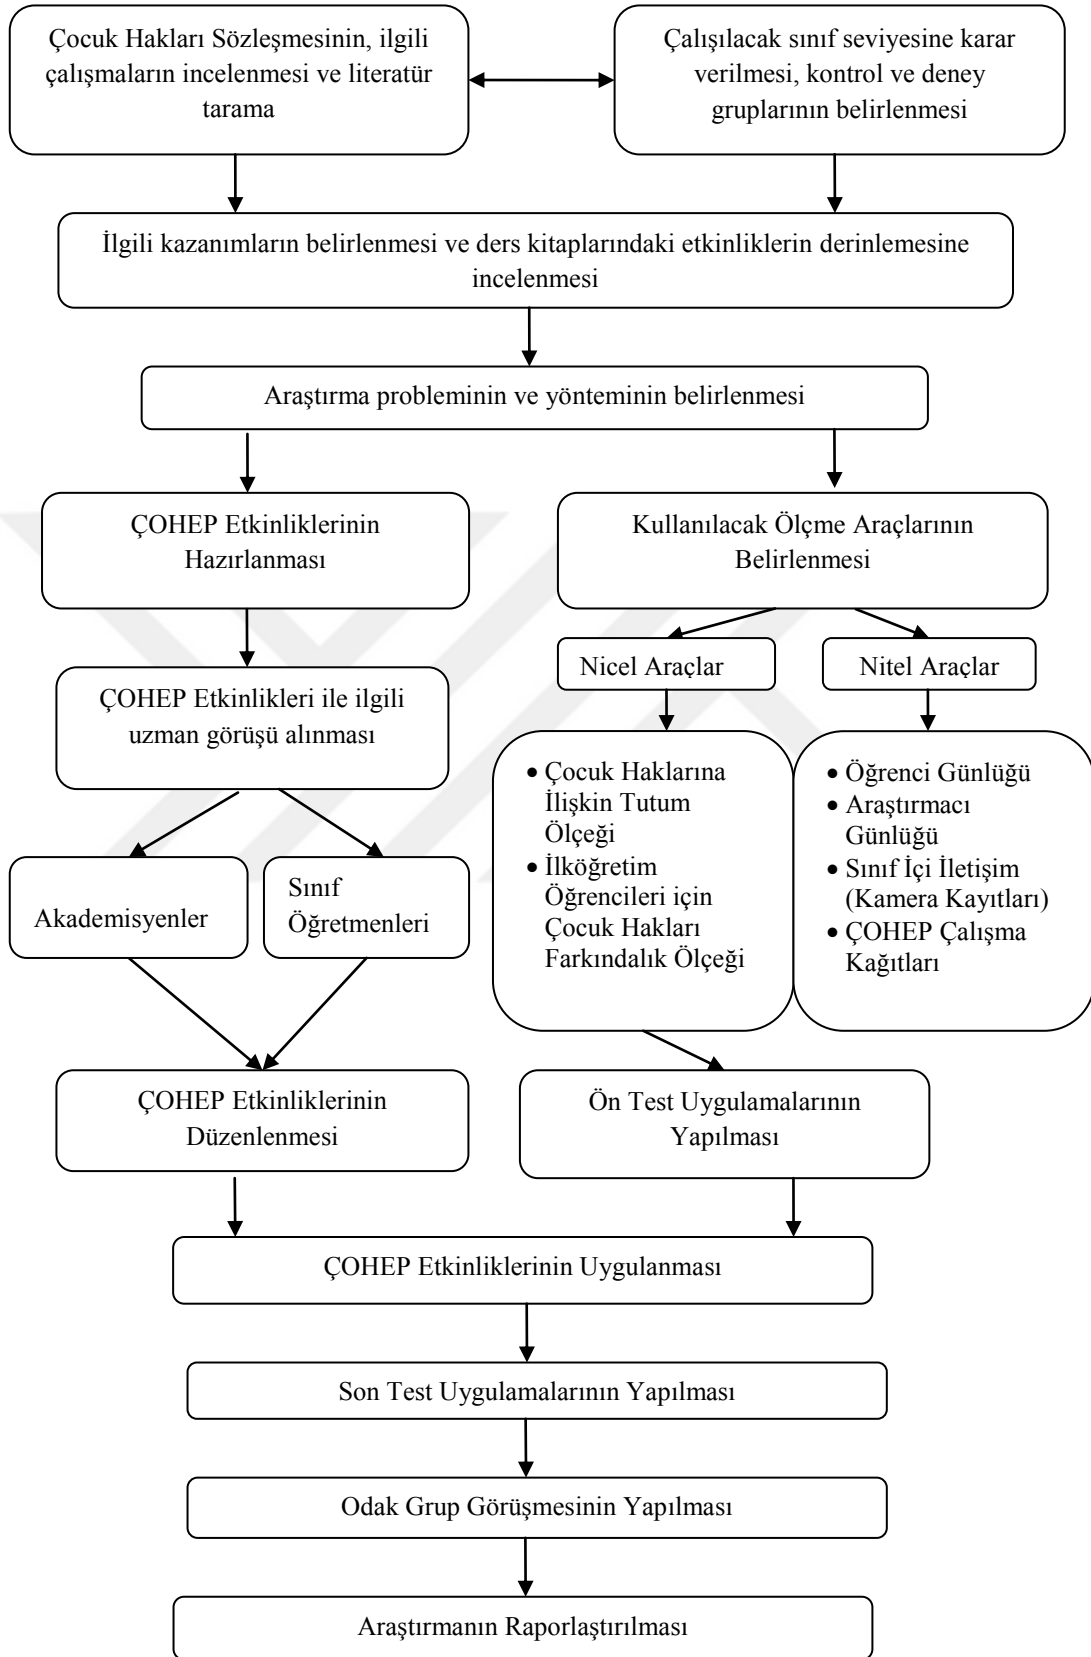 Çocuk Hakları Sözleşmesinin, ilgili
çalışmaların incelenmesi ve literatür
tarama
Çalışılacak sınıf seviyesine karar
verilmesi, kontrol ve deney
gruplarının belirlenmesi
İlgili kazanımların belirlenmesi ve ders kitaplarındaki etkinliklerin derinlemesine
incelenmesi
Araştırma probleminin ve yönteminin belirlenmesi
ÇOHEP Etkinliklerinin
Hazırlanması
Kullanılacak Ölçme Araçlarının
Belirlenmesi
Nicel Araçlar
Nitel Araçlar
ÇOHEP Etkinlikleri ile ilgili
uzman görüşü alınması
• Çocuk Haklarına
İlişkin Tutum
Ölçeği
• İlköğretim
Öğrencileri için
Çocuk Hakları
Farkındalık Ölçeği
• Öğrenci Günlüğü
• Araştırmacı
Günlüğü
• Sınıf İçi İletişim
(Kamera Kayıtları)
• ÇOHEP Çalışma
Kağıtları
Akademisyenler
Sınıf
Öğretmenleri
ÇOHEP Etkinliklerinin
Düzenlenmesi
Ön Test Uygulamalarının
Yapılması
ÇOHEP Etkinliklerinin Uygulanması
Son Test Uygulamalarının Yapılması
Odak Grup Görüşmesinin Yapılması
Araştırmanın Raporlaştırılması